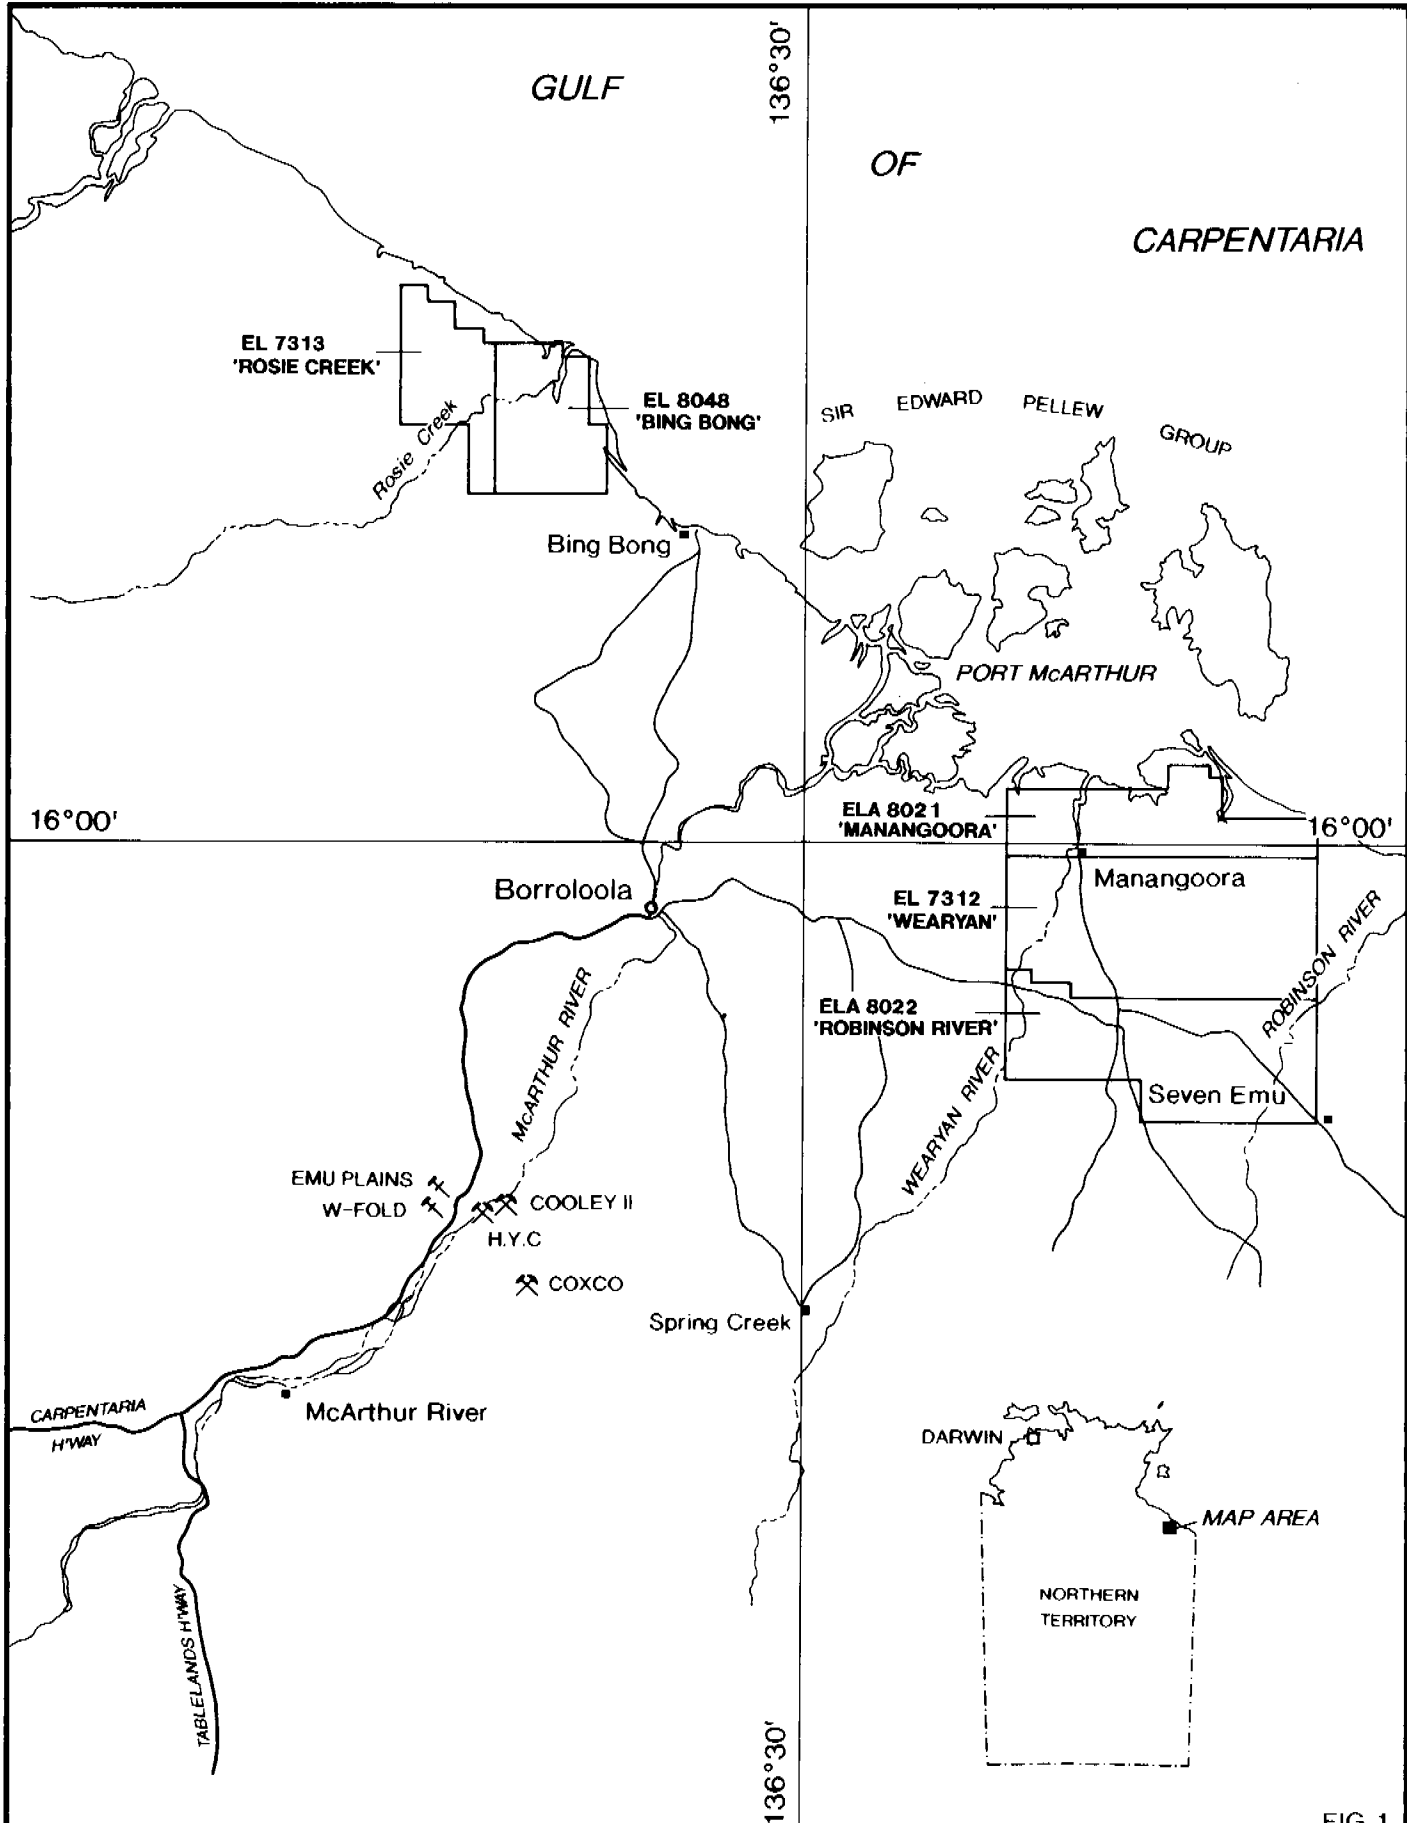 136°30'
GULF
OF
CARPENTARIA
EL 7313
'ROSIE CREEK'
EL 8048
'BING BONG'
Rosie Creek
SIR EDWARD PELLEW GROUP
Bing Bong
PORT McARTHUR
16°00'
ELA 8021
'MANANGOORA'
16°00'
Manangoora
Borroloola
EL 7312
'WEARYAN'
ROBINSON RIVER
ELA 8022
'ROBINSON RIVER'
McARTHUR RIVER
WEARYAN RIVER
Seven Emu
EMU PLAINS
W-FOLD
COOLEY II
H.Y.C
COXCO
Spring Creek
McArthur River
CARPENTARIA
H'WAY
TABLELANDS H'WAY
DARWIN
MAP AREA
NORTHERN
TERRITORY
136°30'
FIG. 1